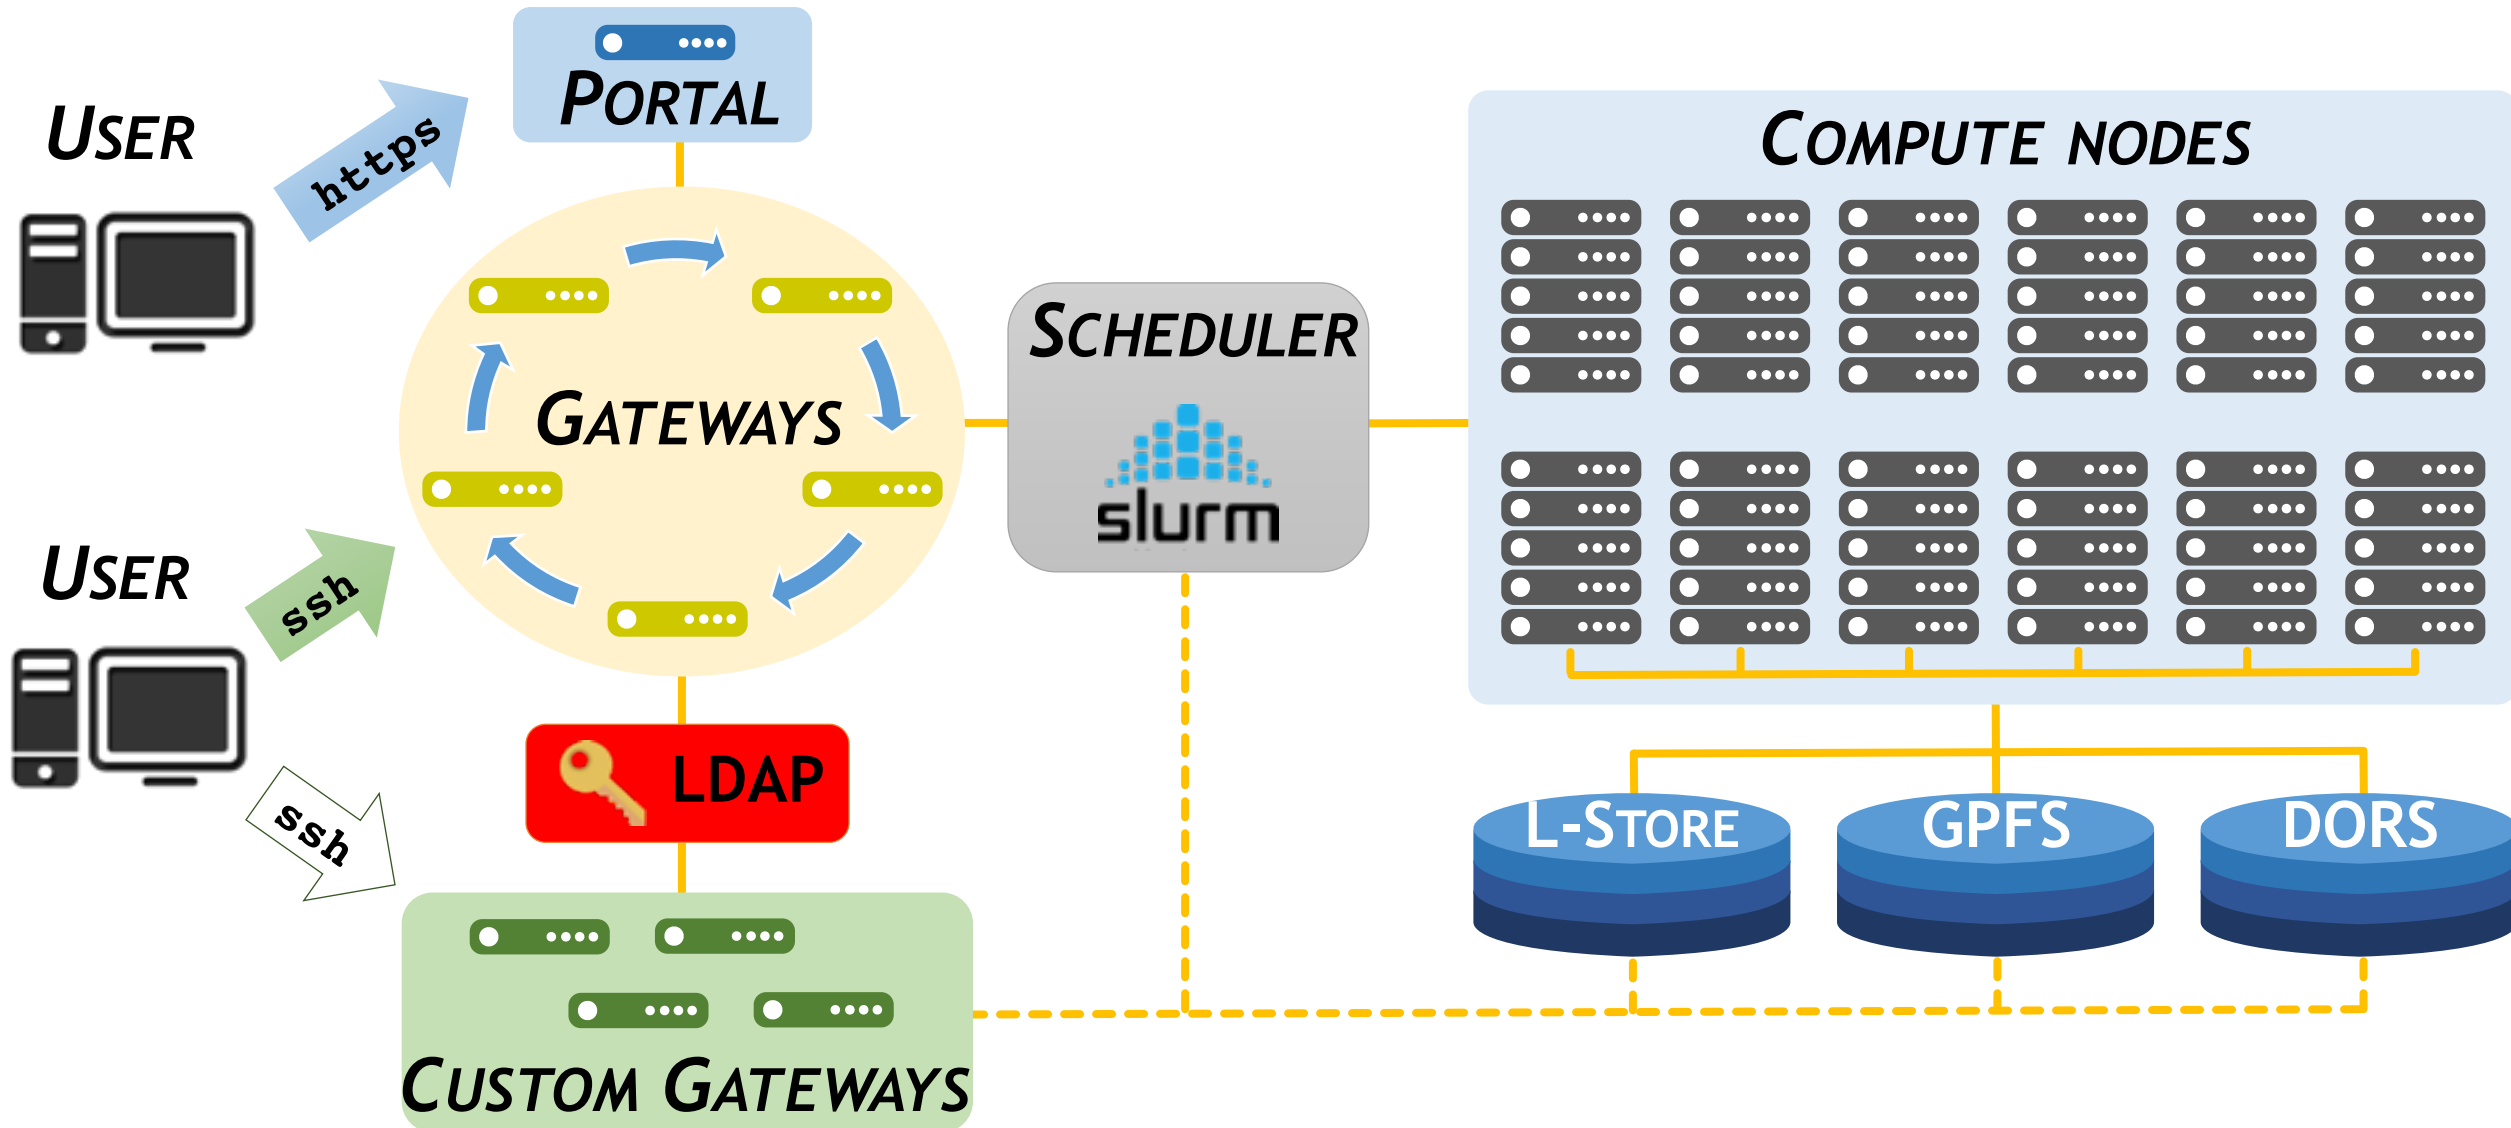 USER
https
PORTAL
COMPUTE NODES
SCHEDULER
slurm
GATEWAYS
USER
ssh
LDAP
ssh
L-STORE
GPFS
DORS
CUSTOM GATEWAYS